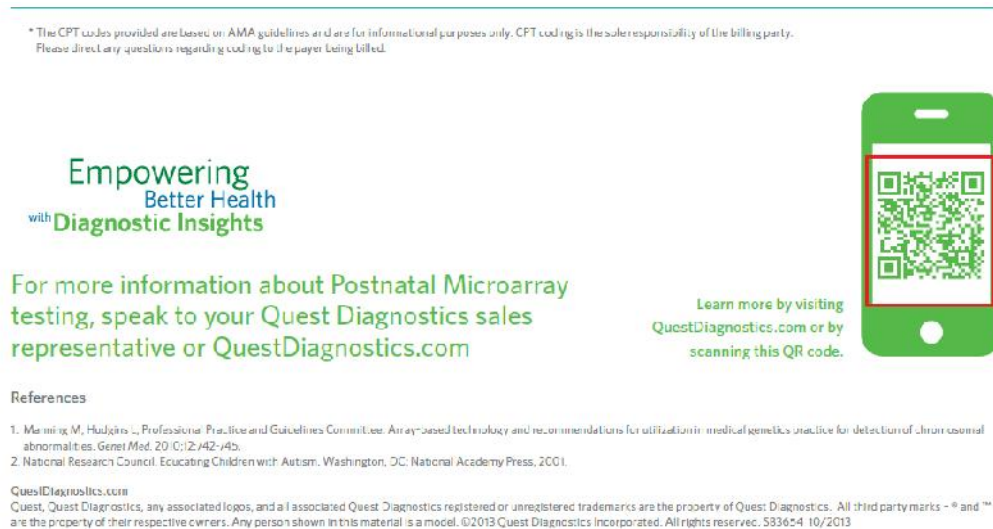 * The CPT codes provided are based on AMA guidelines and are for informational purposes only. CPT coding is the sole responsibility of the billing party.
Please direct any questions regarding coding to the payer being billed.
Empowering
Better Health
with Diagnostic Insights
For more information about Postnatal Microarray
testing, speak to your Quest Diagnostics sales
representative or QuestDiagnostics.com
Learn more by visiting
QuestDiagnostics.com or by
scanning this QR code.
References
1. Manning M, Hudgins L, Professional Practice and Guidelines Committee. Array-based technology and recommendations for utilization in medical genetics practice for detection of chromosomal
abnormalities. Genet Med. 2010;12:742-745.
2. National Research Council. Educating Children with Autism. Washington, DC: National Academy Press, 2001.
QuestDiagnostics.com
Quest, Quest Diagnostics, any associated logos, and all associated Quest Diagnostics registered or unregistered trademarks are the property of Quest Diagnostics. All third party marks – ® and ™
are the property of their respective owners. Any person shown in this material is a model. ©2013 Quest Diagnostics Incorporated. All rights reserved. SB3654 10/2013